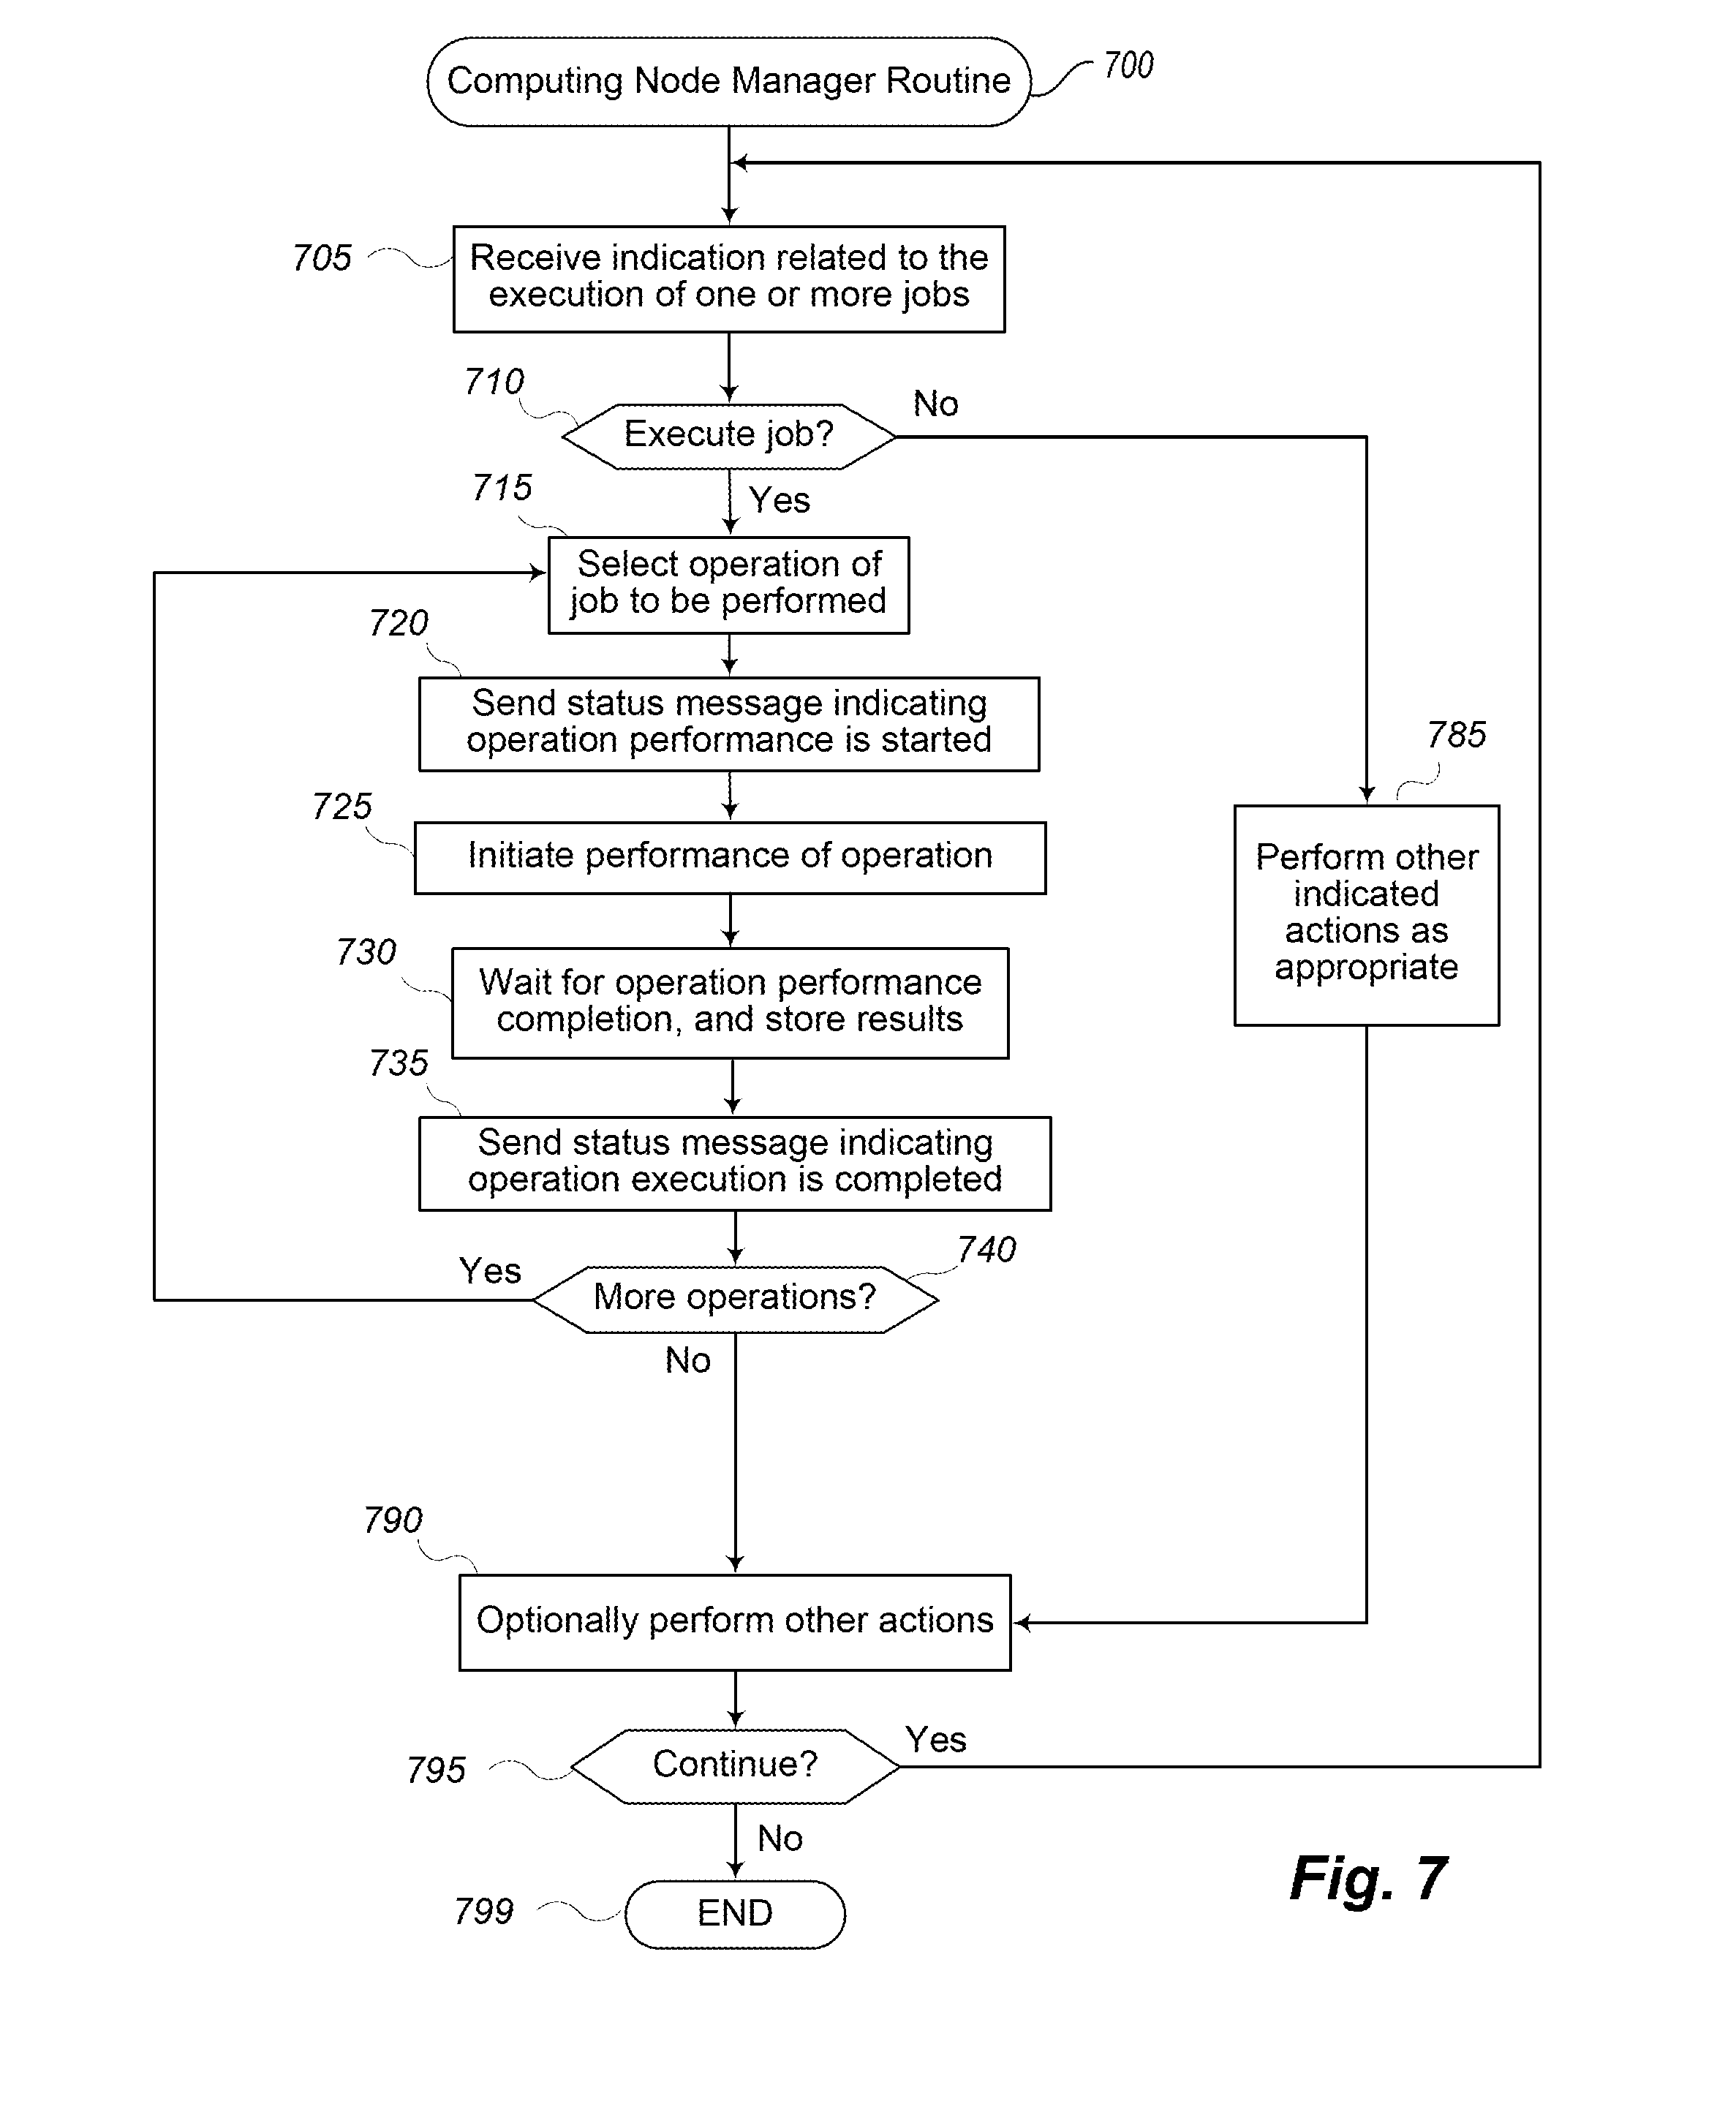 Computing Node Manager Routine
700
705
Receive indication related to the
execution of one or more jobs
710
Execute job?
No
Yes
715
Select operation of
job to be performed
720
Send status message indicating
operation performance is started
725
Initiate performance of operation
785
Perform other
indicated
actions as
appropriate
730
Wait for operation performance
completion, and store results
735
Send status message indicating
operation execution is completed
740
More operations?
Yes
No
790
Optionally perform other actions
795
Continue?
Yes
No
799
END
Fig. 7